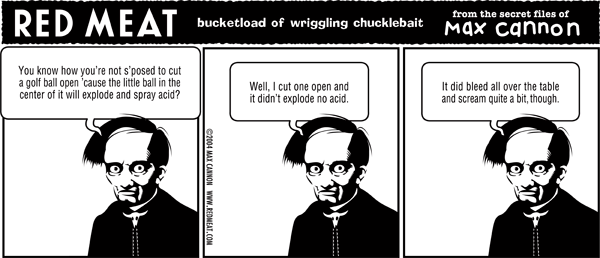 RED MEAT
bucketload of wriggling chucklebait
from the secret files of
Max cannon
You know how you're not s'posed to cut
a golf ball open 'cause the little ball in the
center of it will explode and spray acid?
©2004 MAX CANNON WWW.REDMEAT.COM
Well, I cut one open and
it didn't explode no acid.
It did bleed all over the table
and scream quite a bit, though.